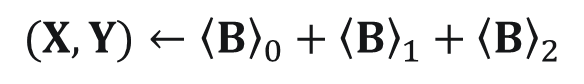 (𝐗, 𝐘) ← ⟨𝐁⟩₀ + ⟨𝐁⟩₁ + ⟨𝐁⟩₂